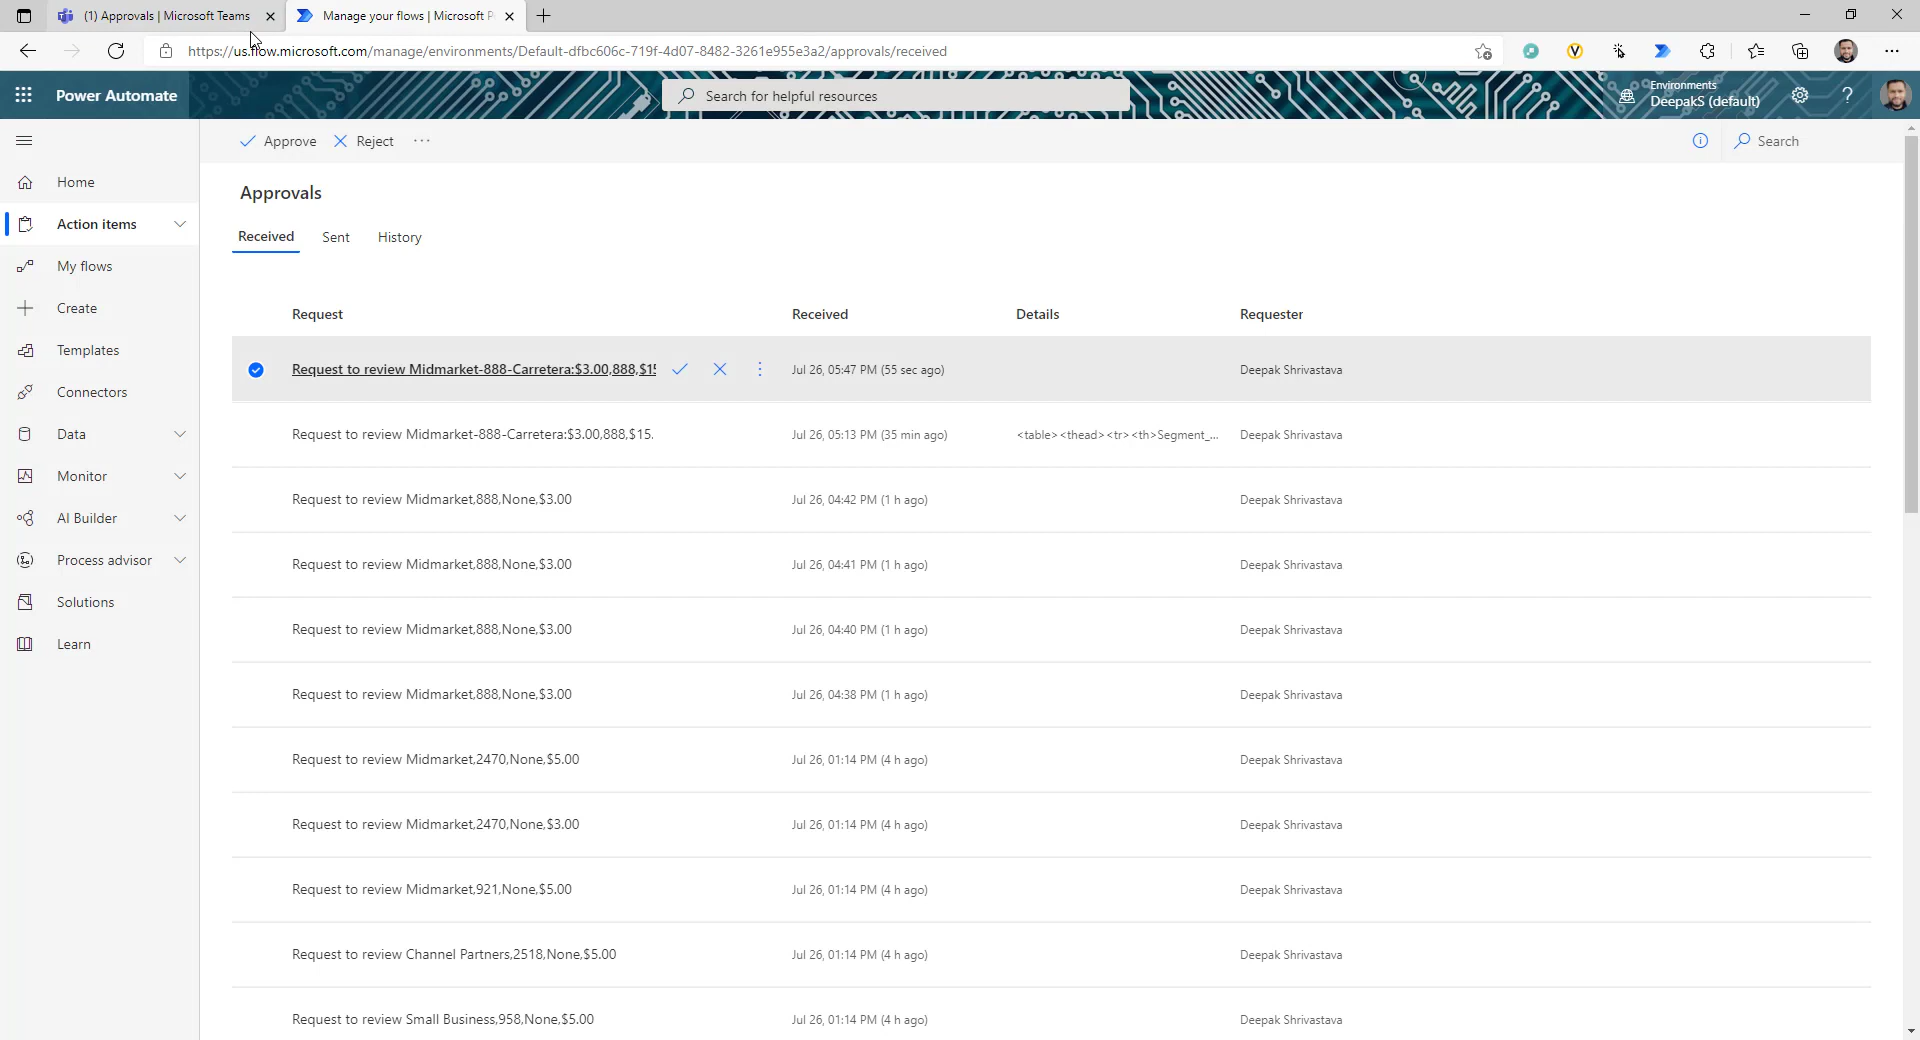 (1) Approvals | Microsoft Teams
Manage your flows | Microsoft P
https://us.flow.microsoft.com/manage/environments/Default-dfbc606c-719f-4d07-8482-3261e955e3a2/approvals/received
Power Automate
Search for helpful resources
Environments
DeepakS (default)
Approve
Reject
Search
Home
Action items
My flows
Create
Templates
Connectors
Data
Monitor
AI Builder
Process advisor
Solutions
Learn
Approvals
Received Sent History
Request Received Details Requester
Request to review Midmarket-888-Carretera:$3.00,888,$15 Jul 26, 05:47 PM (55 sec ago) Deepak Shrivastava
Request to review Midmarket-888-Carretera:$3.00,888,$15. Jul 26, 05:13 PM (35 min ago) <table><thead><tr><th>Segment_... Deepak Shrivastava
Request to review Midmarket,888,None,$3.00 Jul 26, 04:42 PM (1 h ago) Deepak Shrivastava
Request to review Midmarket,888,None,$3.00 Jul 26, 04:41 PM (1 h ago) Deepak Shrivastava
Request to review Midmarket,888,None,$3.00 Jul 26, 04:40 PM (1 h ago) Deepak Shrivastava
Request to review Midmarket,888,None,$3.00 Jul 26, 04:38 PM (1 h ago) Deepak Shrivastava
Request to review Midmarket,2470,None,$5.00 Jul 26, 01:14 PM (4 h ago) Deepak Shrivastava
Request to review Midmarket,2470,None,$3.00 Jul 26, 01:14 PM (4 h ago) Deepak Shrivastava
Request to review Midmarket,921,None,$5.00 Jul 26, 01:14 PM (4 h ago) Deepak Shrivastava
Request to review Channel Partners,2518,None,$5.00 Jul 26, 01:14 PM (4 h ago) Deepak Shrivastava
Request to review Small Business,958,None,$5.00 Jul 26, 01:14 PM (4 h ago) Deepak Shrivastava